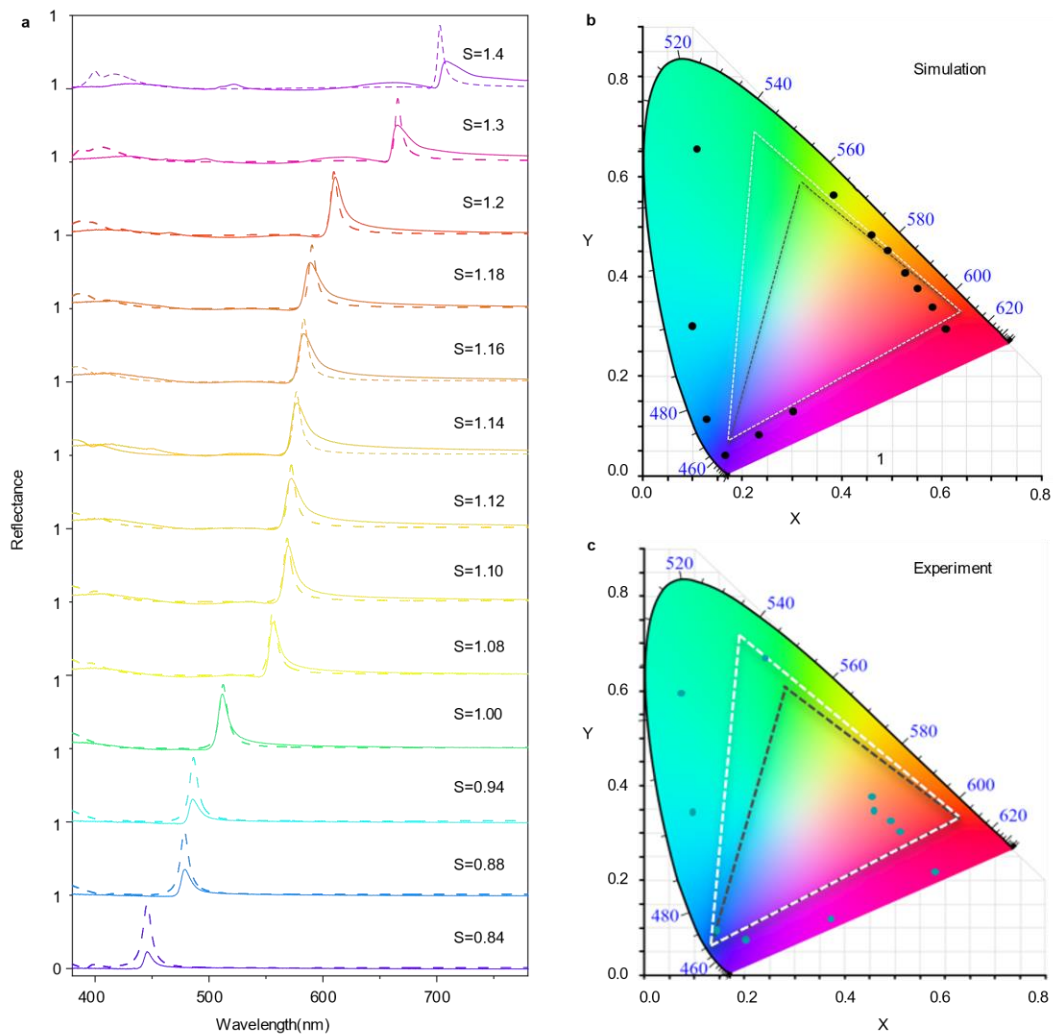 a
1
S=1.4
1
S=1.3
1
S=1.2
1
S=1.18
1
S=1.16
1
S=1.14
1
S=1.12
1
S=1.10
1
S=1.08
1
S=1.00
1
S=0.94
1
S=0.88
1
S=0.84
0
Reflectance
400 500 600 700
Wavelength(nm)
b
Simulation
520
540
560
580
600
620
480
460
0.8
0.6
Y
0.4
0.2
0.0
1
0.0 0.2 0.4 0.6 0.8
X
c
Experiment
520
540
560
580
600
620
480
460
0.8
0.6
Y
0.4
0.2
0.0
0.0 0.2 0.4 0.6 0.8
X